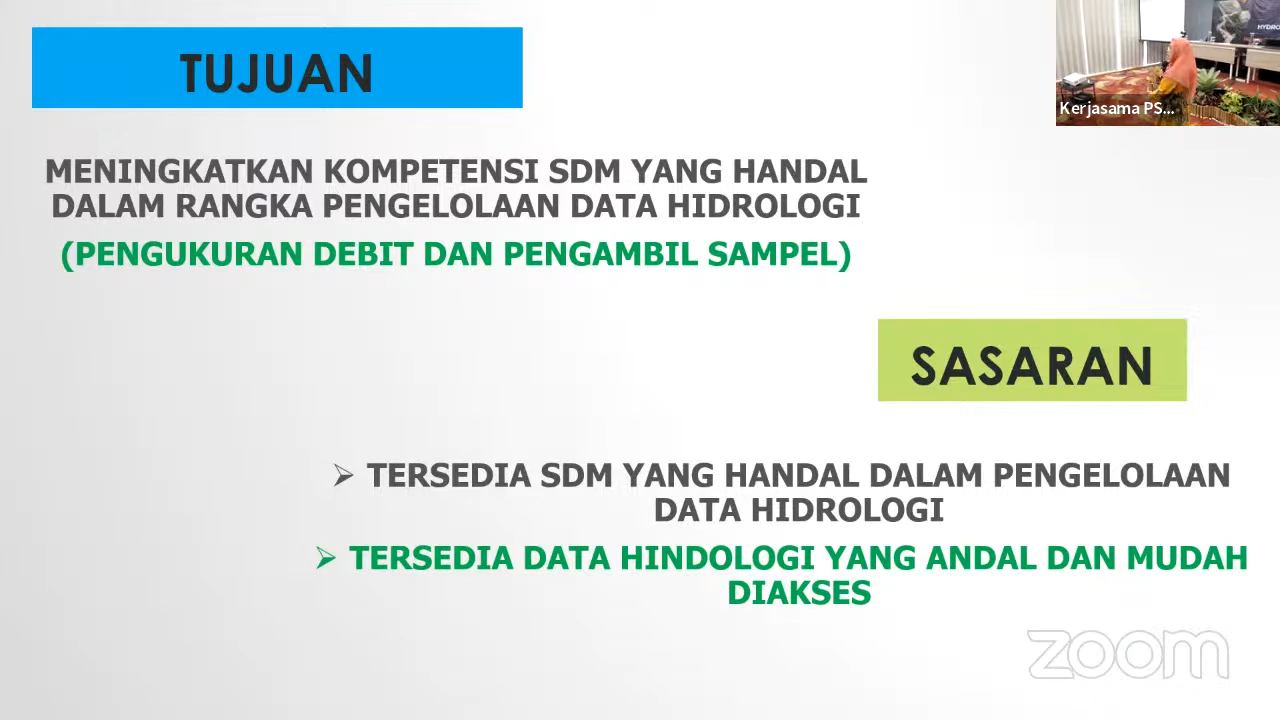 TUJUAN
MENINGKATKAN KOMPETENSI SDM YANG HANDAL
DALAM RANGKA PENGELOLAAN DATA HIDROLOGI
(PENGUKURAN DEBIT DAN PENGAMBIL SAMPEL)
Kerjasama PS...
HYDRO
SASARAN
➢ TERSEDIA SDM YANG HANDAL DALAM PENGELOLAAN
DATA HIDROLOGI
➢ TERSEDIA DATA HINDOLOGI YANG ANDAL DAN MUDAH
DIAKSES
zoom